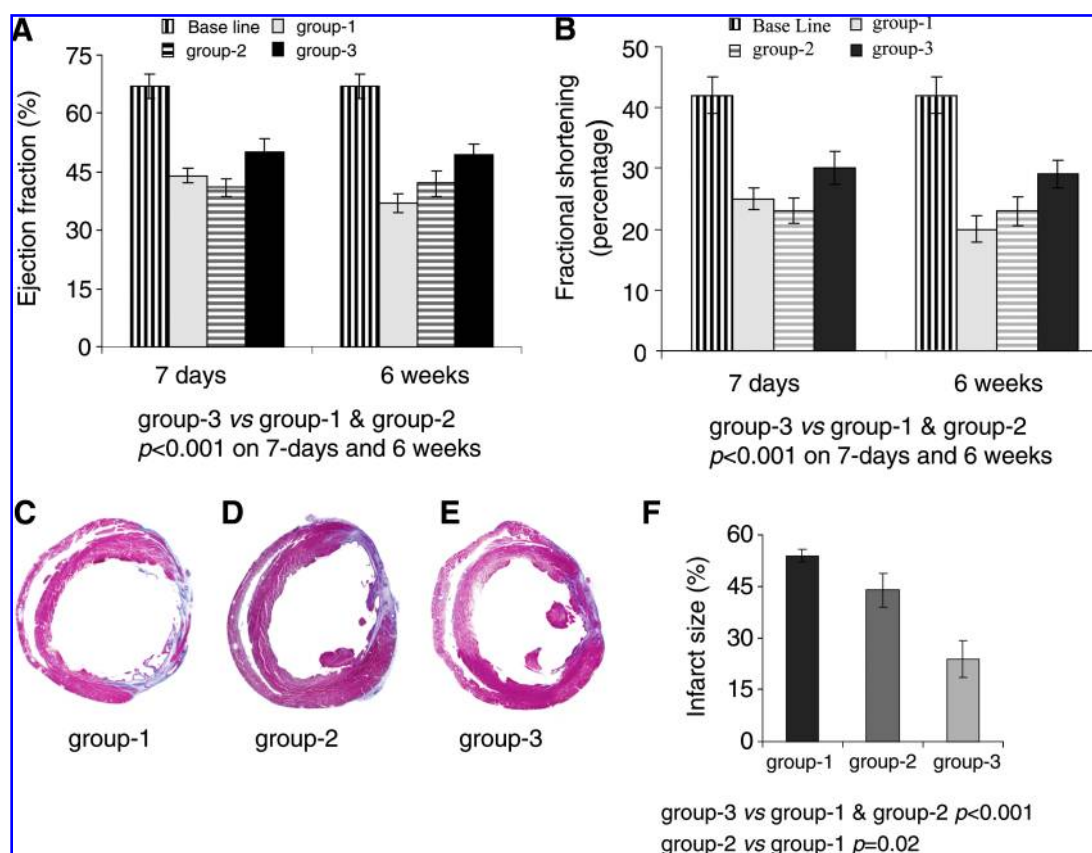 A
Base line
group-1
group-2
group-3
Ejection fraction (%)
75
60
45
30
15
0
7 days
6 weeks
group-3 vs group-1 & group-2
p<0.001 on 7-days and 6 weeks
B
Base Line
group-1
group-2
group-3
Fractional shortening
(percentage)
50
40
30
20
10
0
7 days
6 weeks
group-3 vs group-1 & group-2
p<0.001 on 7-days and 6 weeks
C
group-1
D
group-2
E
group-3
F
Infarct size (%)
60
45
30
15
0
group-1
group-2
group-3
group-3 vs group-1 & group-2 p<0.001
group-2 vs group-1 p=0.02